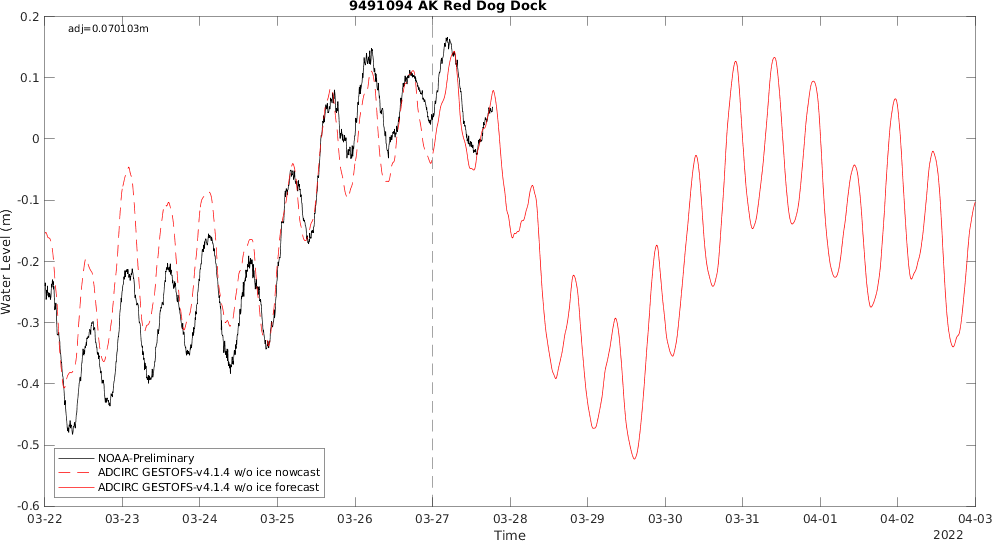 9491094 AK Red Dog Dock
adj=0.070103m
0.2
0.1
0
-0.1
-0.2
-0.3
-0.4
-0.5
-0.6
Water Level (m)
NOAA-Preliminary
ADCIRC GESTOFS-v4.1.4 w/o ice nowcast
ADCIRC GESTOFS-v4.1.4 w/o ice forecast
03-22 03-23 03-24 03-25 03-26 03-27 03-28 03-29 03-30 03-31 04-01 04-02 04-03
Time
2022